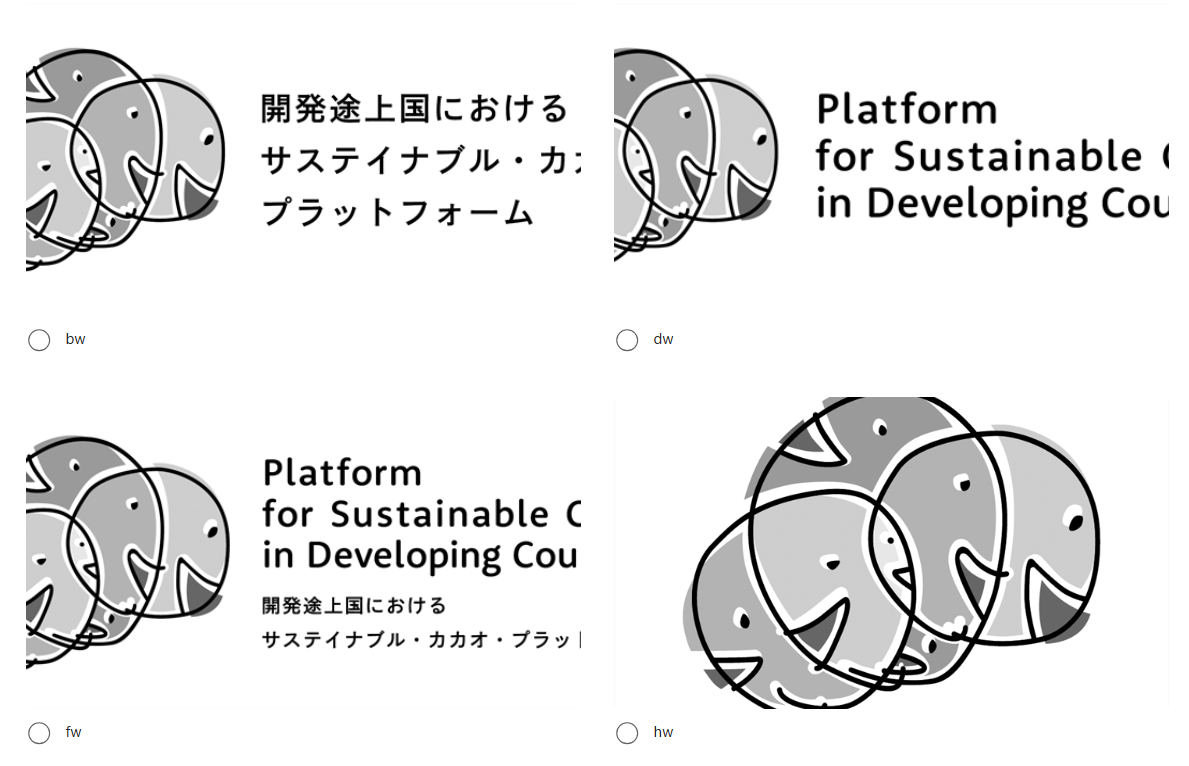 開発途上国における
サステイナブル・カカ
プラットフォーム
bw
Platform
for Sustainable C
in Developing Cou
dw
Platform
for Sustainable C
in Developing Cou
開発途上国における
サステイナブル・カカオ・プラット
fw
hw